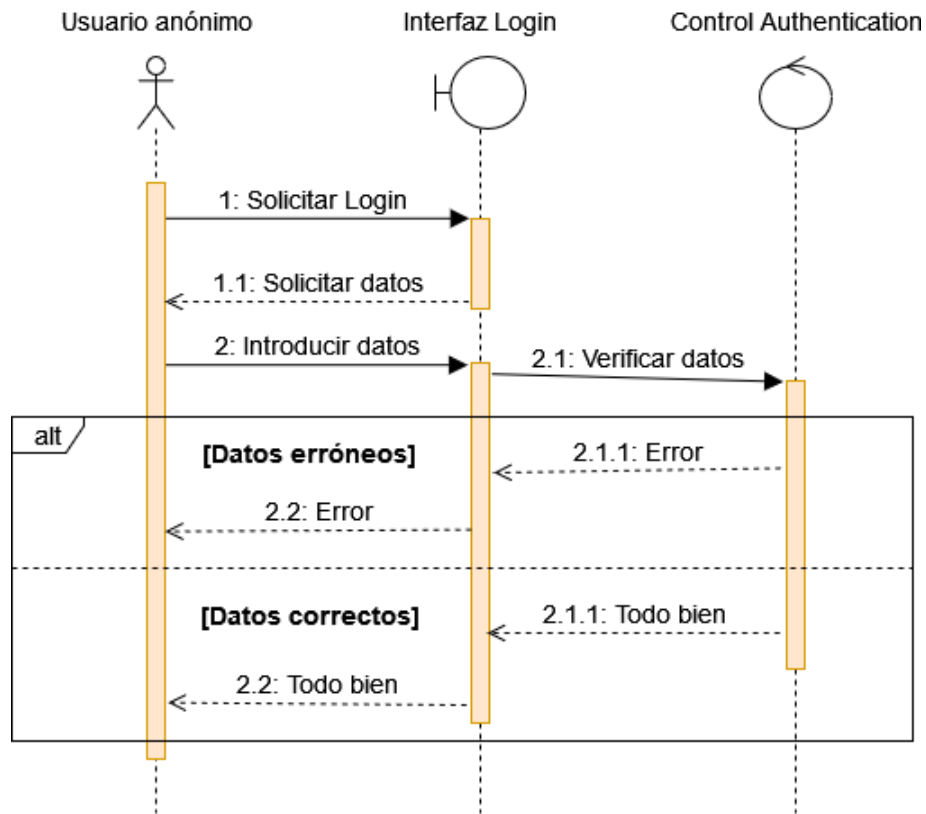 Usuario anónimo
Interfaz Login
Control Authentication
1: Solicitar Login
1.1: Solicitar datos
2: Introducir datos
2.1: Verificar datos
alt
[Datos erróneos]
2.1.1: Error
2.2: Error
[Datos correctos]
2.1.1: Todo bien
2.2: Todo bien